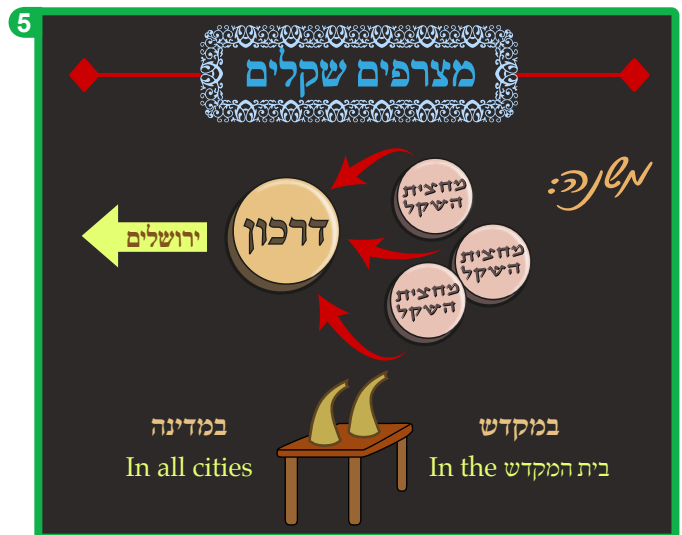 5
מצרפים שקלים
משנה:
מחצית
השקל
מחצית
השקל
מחצית
השקל
דרכון
ירושלים
במקדש
In the בית המקדש
במדינה
In all cities